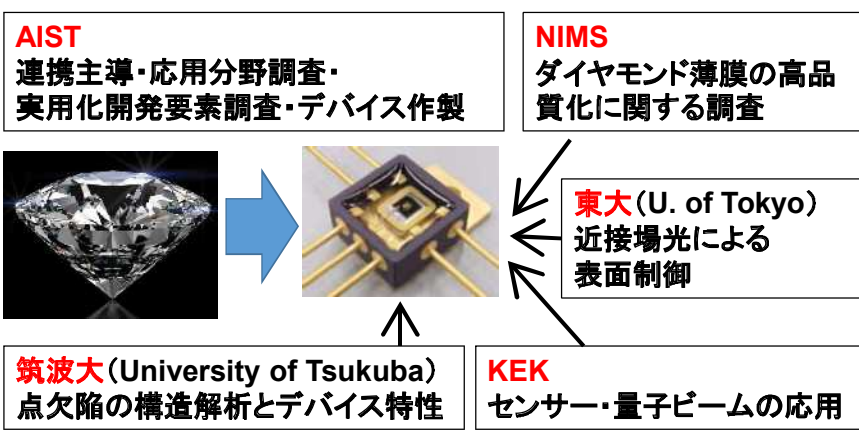 AIST
連携主導・応用分野調査・
実用化開発要素調査・デバイス作製
NIMS
ダイヤモンド薄膜の高品
質化に関する調査
東大（U. of Tokyo）
近接場光による
表面制御
筑波大（University of Tsukuba）
点欠陥の構造解析とデバイス特性
KEK
センサー・量子ビームの応用